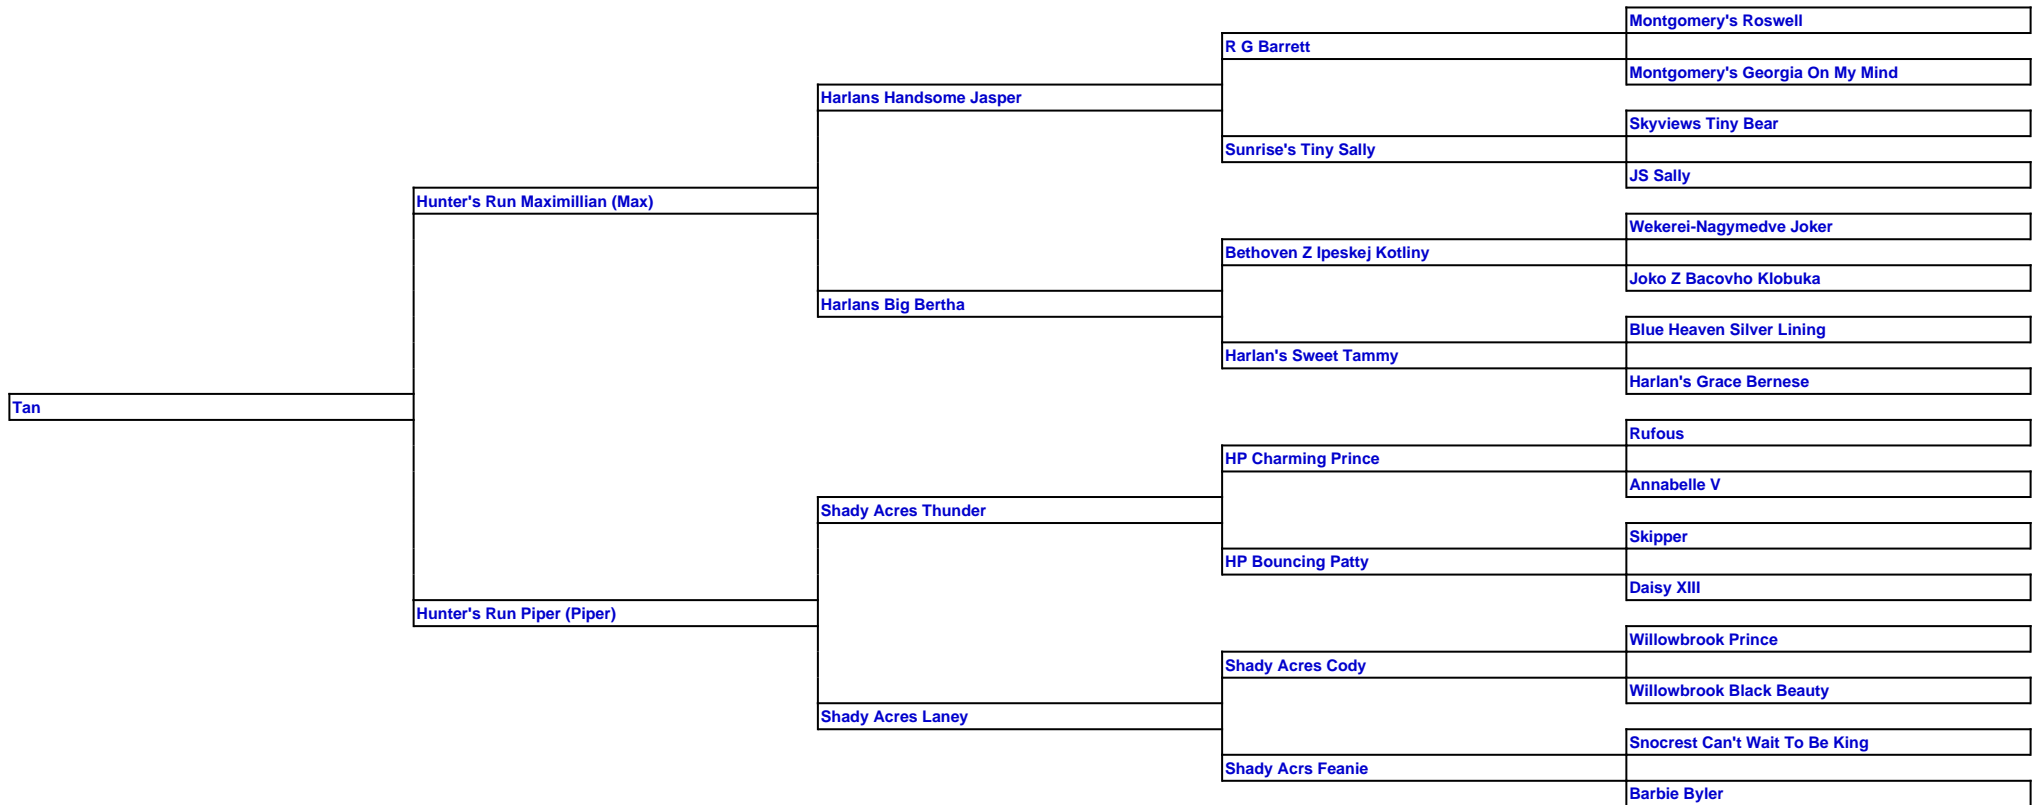 Montgomery's Roswell
R G Barrett
Montgomery's Georgia On My Mind
Harlans Handsome Jasper
Skyviews Tiny Bear
Sunrise's Tiny Sally
JS Sally
Hunter's Run Maximillian (Max)
Wekerei-Nagymedve Joker
Bethoven Z Ipeskej Kotliny
Joko Z Bacovho Klobuka
Harlans Big Bertha
Blue Heaven Silver Lining
Harlan's Sweet Tammy
Harlan's Grace Bernese
Tan
Rufous
HP Charming Prince
Annabelle V
Shady Acres Thunder
Skipper
HP Bouncing Patty
Daisy XIII
Hunter's Run Piper (Piper)
Willowbrook Prince
Shady Acres Cody
Willowbrook Black Beauty
Shady Acres Laney
Snocrest Can't Wait To Be King
Shady Acrs Feanie
Barbie Byler